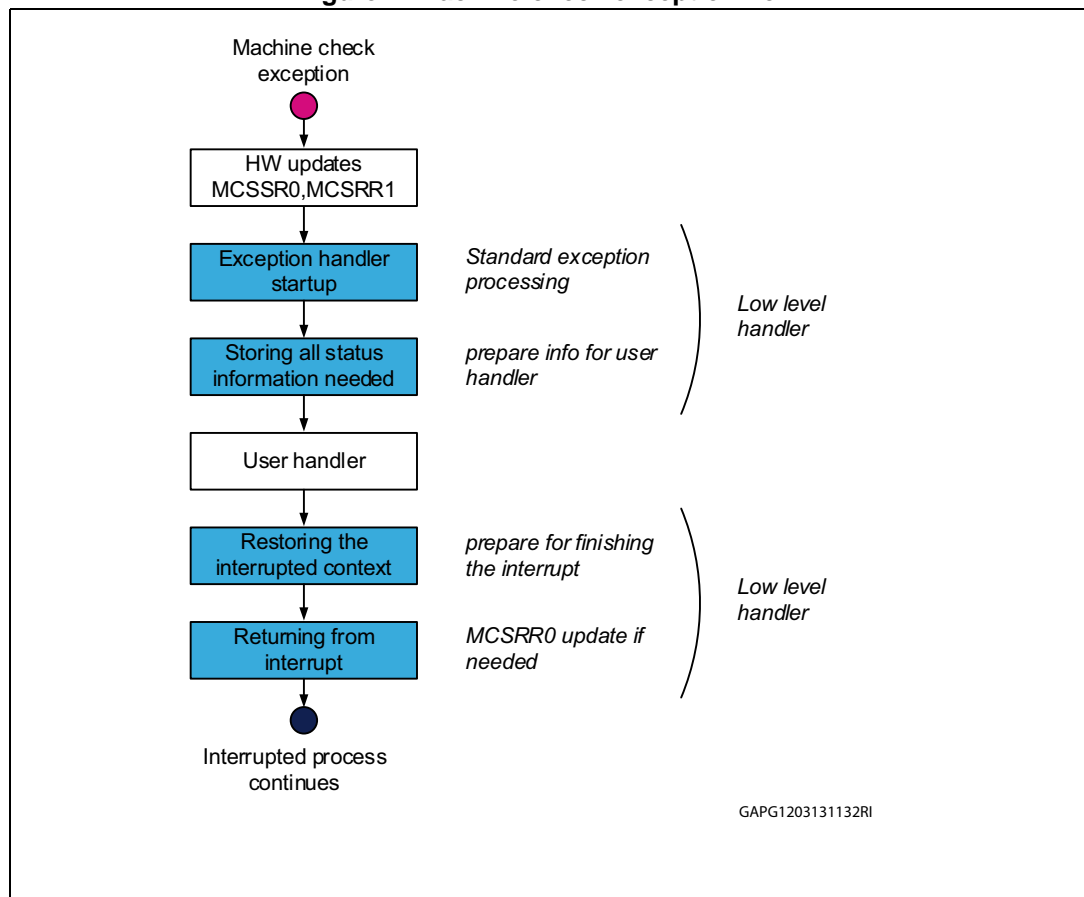 Machine check
exception
HW updates
MCSSR0,MCSRR1
Exception handler
startup
Standard exception
processing
Low level
handler
Storing all status
information needed
prepare info for user
handler
User handler
Restoring the
interrupted context
prepare for finishing
the interrupt
Low level
handler
Returning from
interrupt
MCSRR0 update if
needed
Interrupted process
continues
GAPG1203131132RI